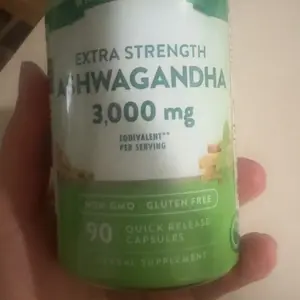 EXTRA STRENGTH
ASHWAGANDHA
3,000 mg
EQUIVALENT**
PER SERVING
NON-GMO • GLUTEN FREE
90 QUICK RELEASE
CAPSULES
SUPPLEMENT